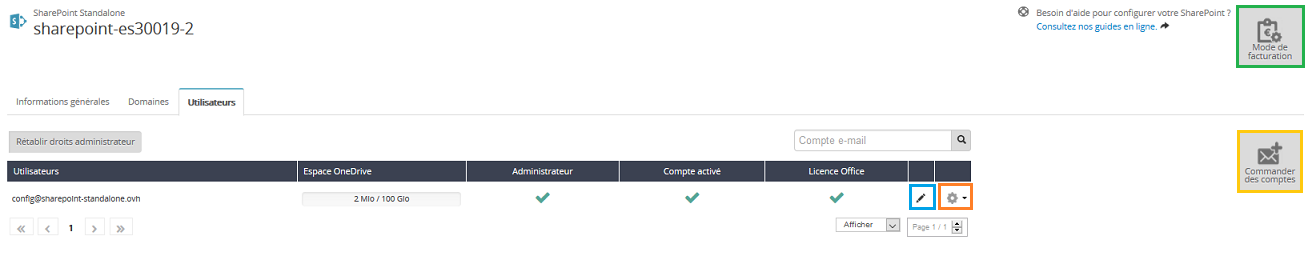 SharePoint Standalone
sharepoint-es30019-2
Besoin d'aide pour configurer votre SharePoint ?
Consultez nos guides en ligne.
Mode de
facturation
Informations générales
Domaines
Utilisateurs
Rétablir droits administrateur
Compte e-mail
Commander
des comptes
Utilisateurs
Espace OneDrive
Administrateur
Compte activé
Licence Office
config@sharepoint-standalone.ovh
2 Mio / 100 Gio
« < 1 > »
Afficher
Page 1 / 1